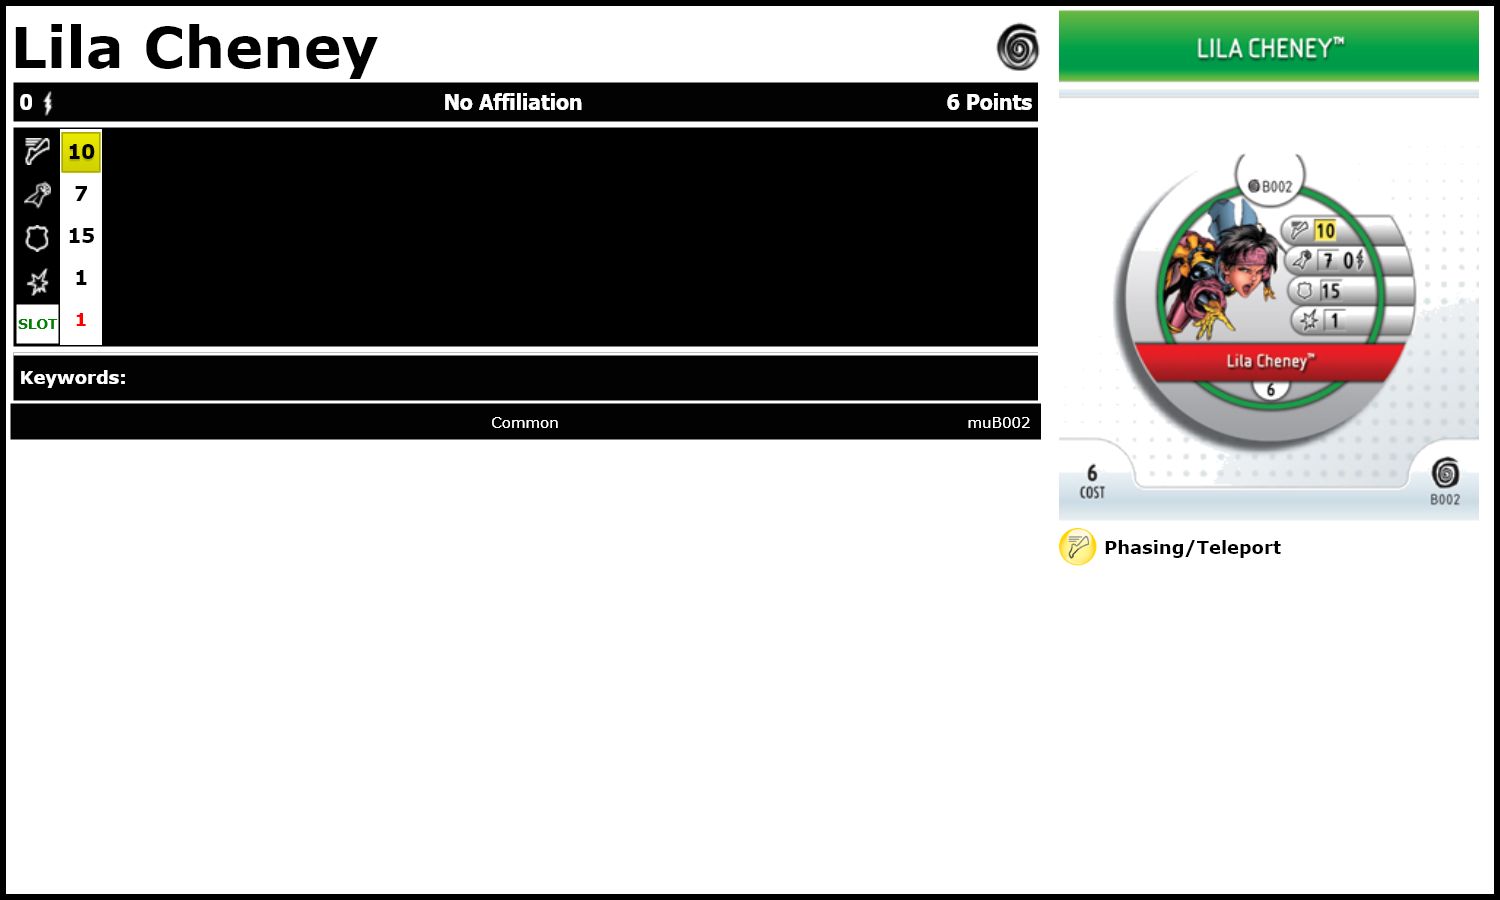 Lila Cheney
0 No Affiliation 6 Points
10
7
15
1
SLOT 1
Keywords:
Common muB002
LILA CHENEY™
B002
10
7 0
15
1
Lila Cheney™
6
6
COST
B002
Phasing/Teleport